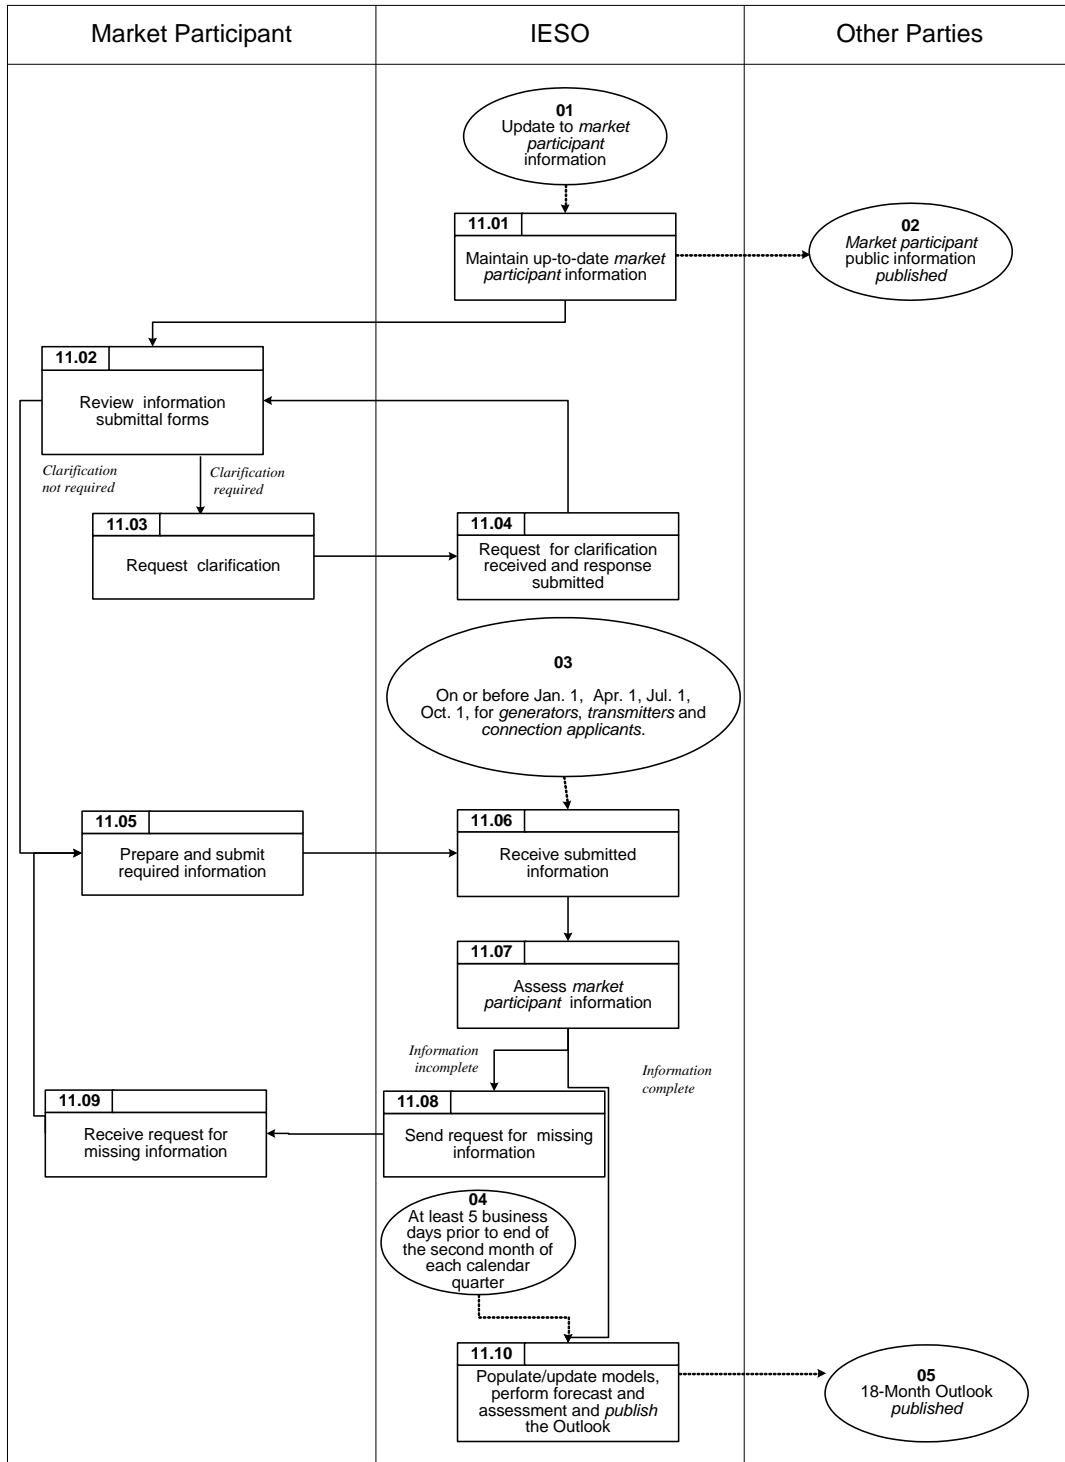 Market Participant
IESO
Other Parties
01
Update to market
participant
information
11.01
Maintain up-to-date market
participant information
02
Market participant
public information
published
11.02
Review information
submittal forms
Clarification
not required
Clarification
required
11.03
Request clarification
11.04
Request for clarification
received and response
submitted
03
On or before Jan. 1, Apr. 1, Jul. 1,
Oct. 1, for generators, transmitters and
connection applicants.
11.05
Prepare and submit
required information
11.06
Receive submitted
information
11.07
Assess market
participant information
Information
incomplete
Information
complete
11.09
Receive request for
missing information
11.08
Send request for missing
information
04
At least 5 business
days prior to end of
the second month of
each calendar
quarter
11.10
Populate/update models,
perform forecast and
assessment and publish
the Outlook
05
18-Month Outlook
published